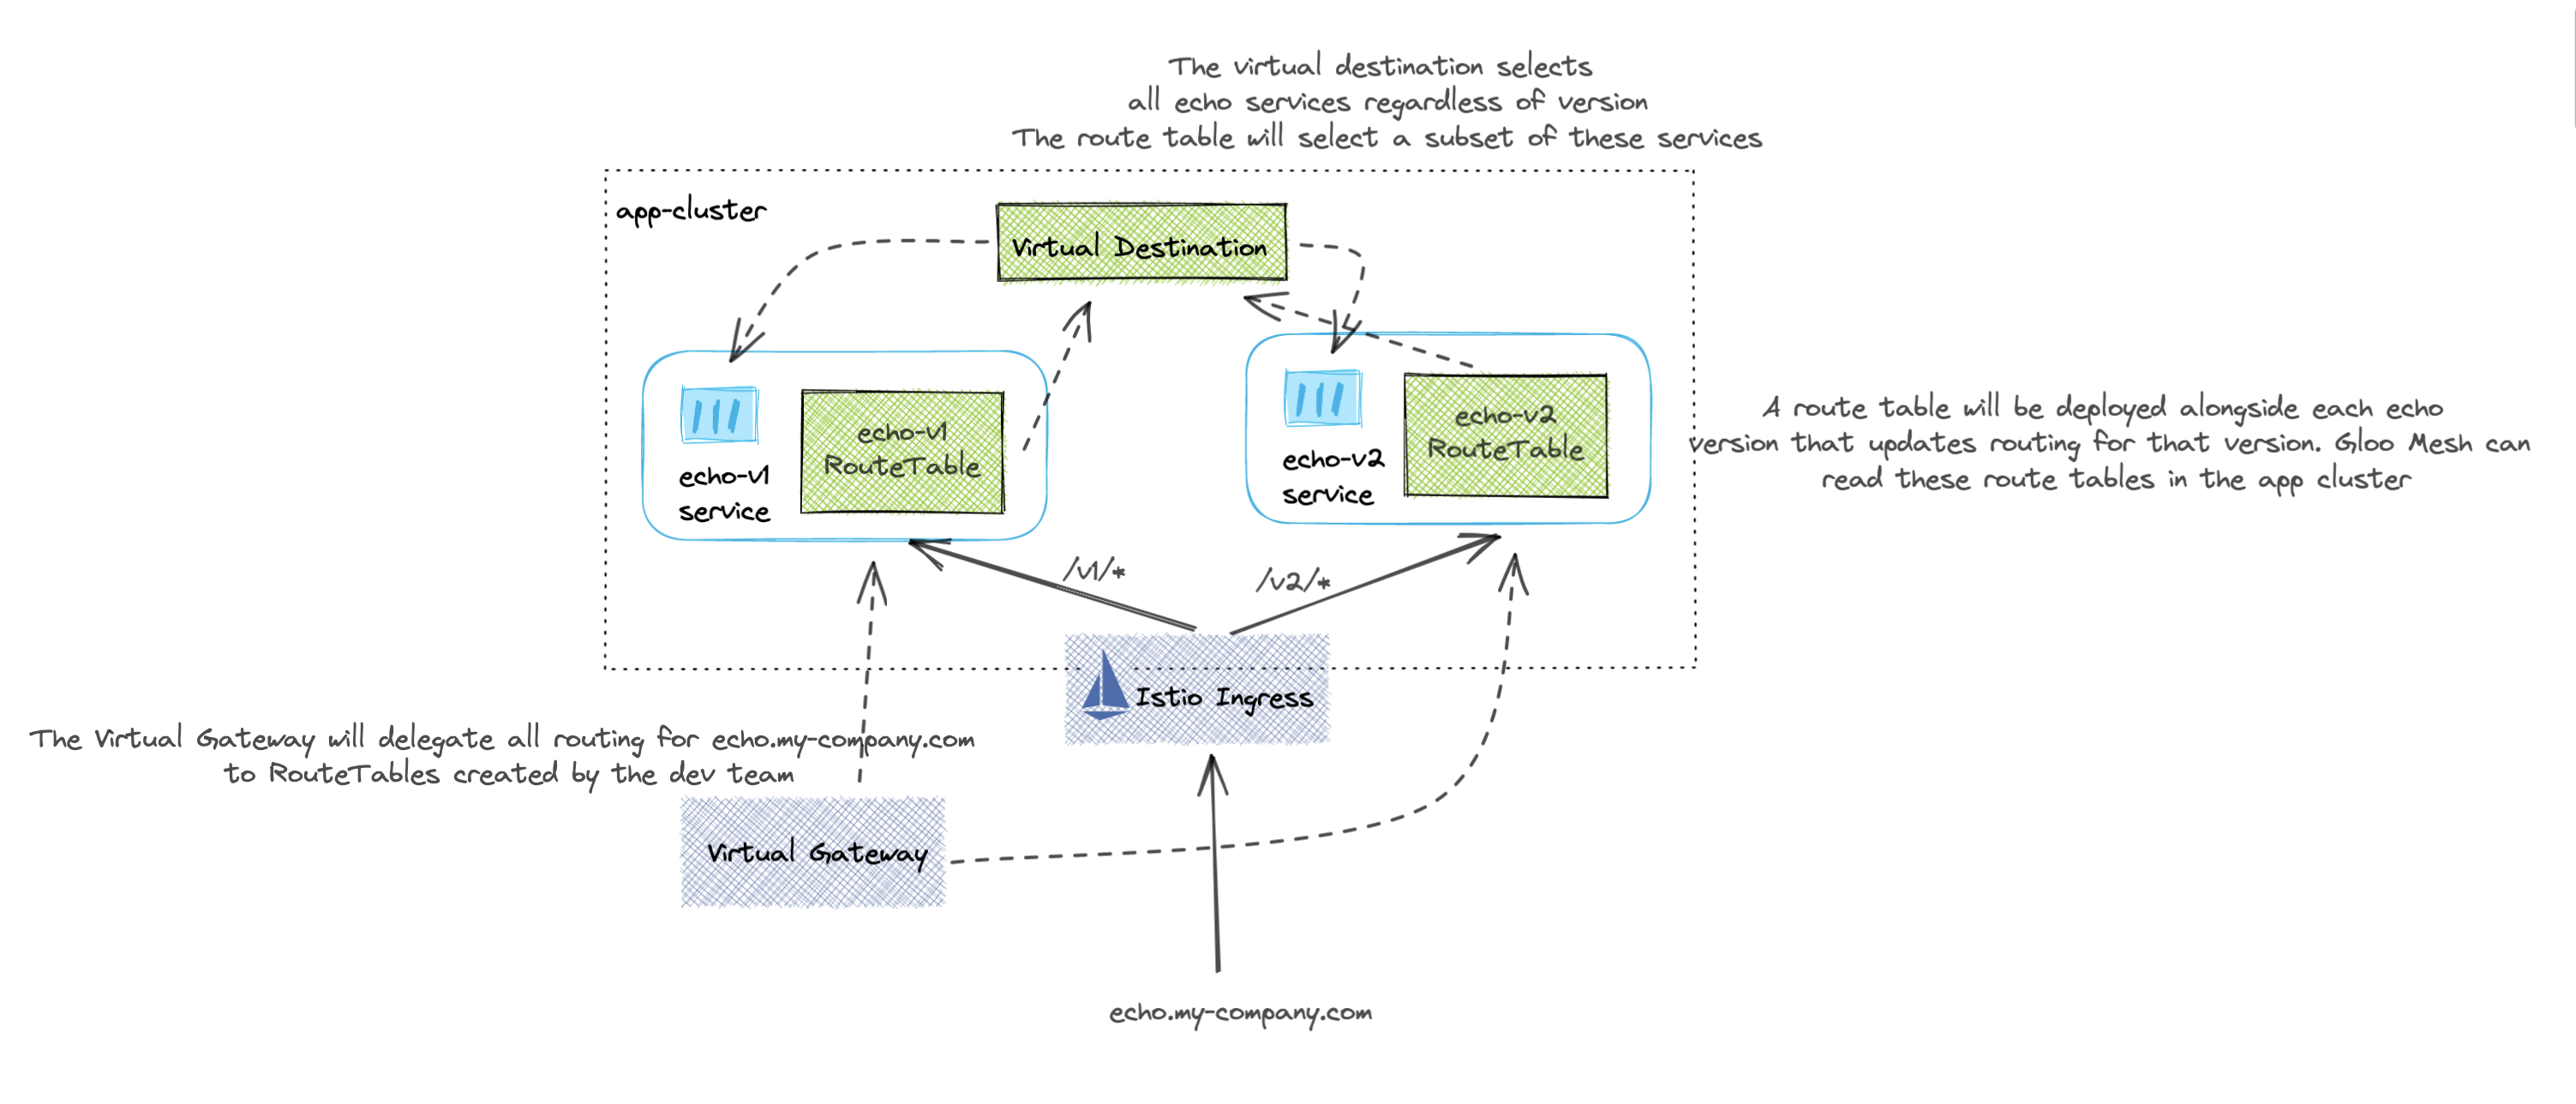 The virtual destination selects
all echo services regardless of version
The route table will select a subset of these services
app-cluster
Virtual Destination
echo-v1
RouteTable
echo-v1
service
echo-v2
RouteTable
echo-v2
service
A route table will be deployed alongside each echo
version that updates routing for that version. Gloo Mesh can
read these route tables in the app cluster
/v1/*
/v2/*
Istio Ingress
The Virtual Gateway will delegate all routing for echo.my-company.com
to RouteTables created by the dev team
Virtual Gateway
echo.my-company.com